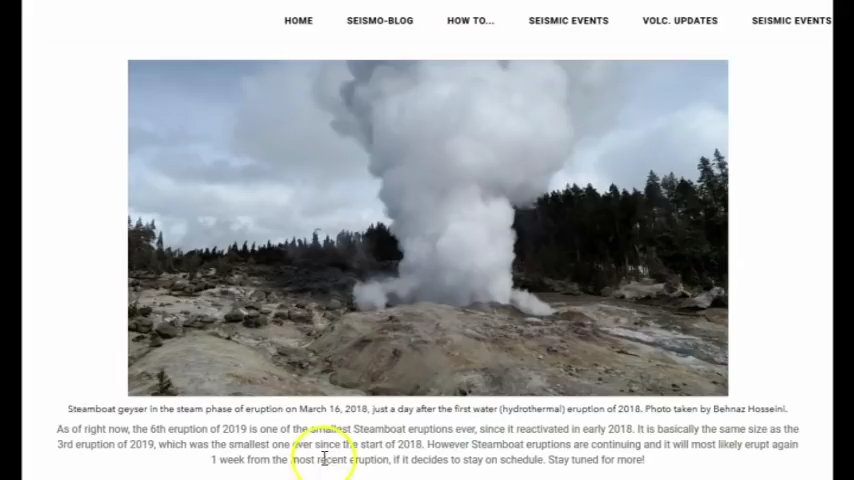 HOME SEISMO-BLOG HOW TO... SEISMIC EVENTS VOLC. UPDATES SEISMIC EVENTS
Steamboat geyser in the steam phase of eruption on March 16, 2018, just a day after the first water (hydrothermal) eruption of 2018. Photo taken by Behnaz Hosseini.
As of right now, the 6th eruption of 2019 is one of the smallest Steamboat eruptions ever, since it reactivated in early 2018. It is basically the same size as the
3rd eruption of 2019, which was the smallest one ever since the start of 2018. However Steamboat eruptions are continuing and it will most likely erupt again
1 week from the most recent eruption, if it decides to stay on schedule. Stay tuned for more!